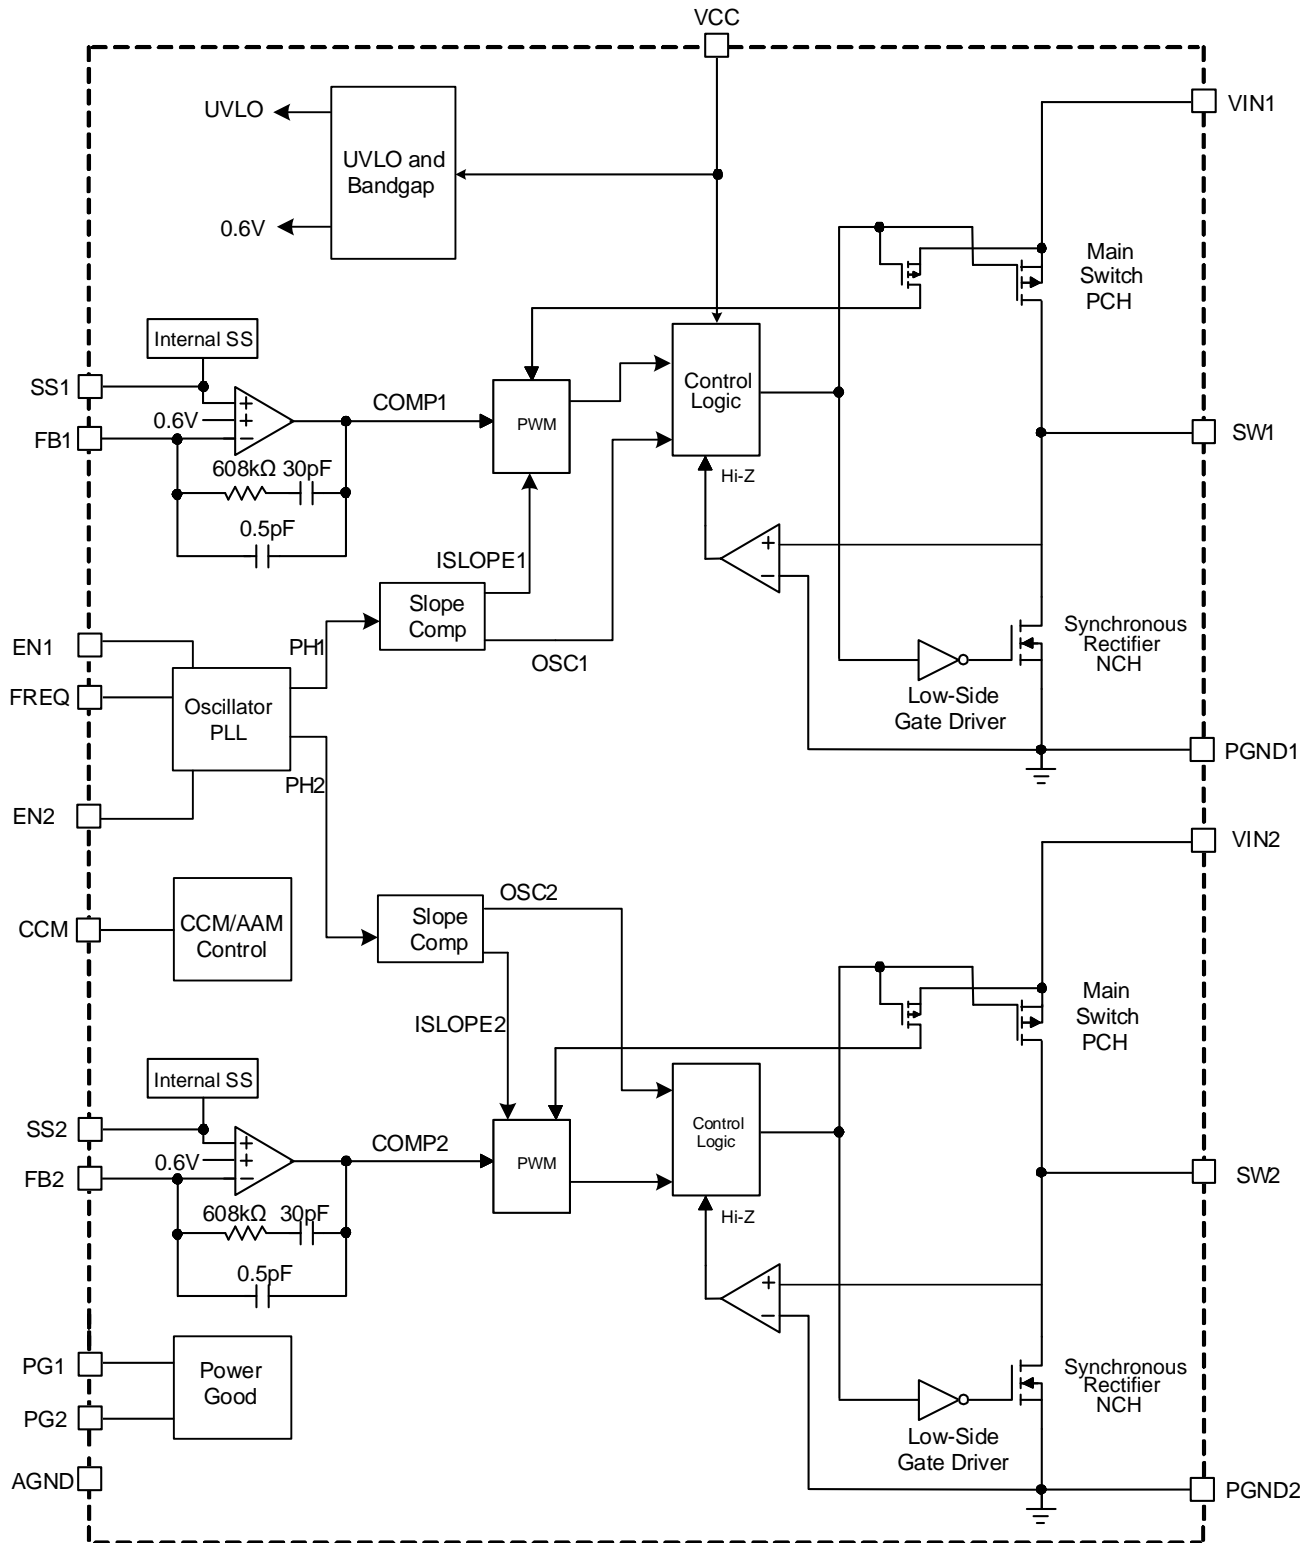 VCC
UVLO
UVLO and
Bandgap
0.6V
VIN1
Main
Switch
PCH
Internal SS
SS1
0.6V
FB1
COMP1
PWM
Control
Logic
SW1
608kΩ 30pF
0.5pF
Hi-Z
ISLOPE1
Slope
Comp
OSC1
EN1
FREQ
Oscillator
PLL
PH1
PH2
EN2
Synchronous
Rectifier
NCH
Low-Side
Gate Driver
PGND1
VIN2
CCM
CCM/AAM
Control
Slope
Comp
OSC2
ISLOPE2
Main
Switch
PCH
Internal SS
SS2
0.6V
FB2
COMP2
PWM
Control
Logic
SW2
608kΩ 30pF
0.5pF
Hi-Z
PG1
PG2
Power
Good
AGND
Synchronous
Rectifier
NCH
Low-Side
Gate Driver
PGND2